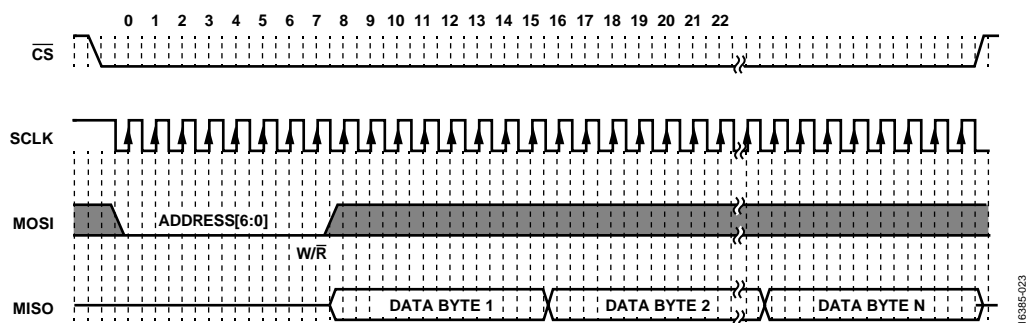 0 1 2 3 4 5 6 7 8 9 10 11 12 13 14 15 16 17 18 19 20 21 22
CS
SCLK
MOSI
ADDRESS[6:0]
W/R
MISO
DATA BYTE 1
DATA BYTE 2
DATA BYTE N
16385-023